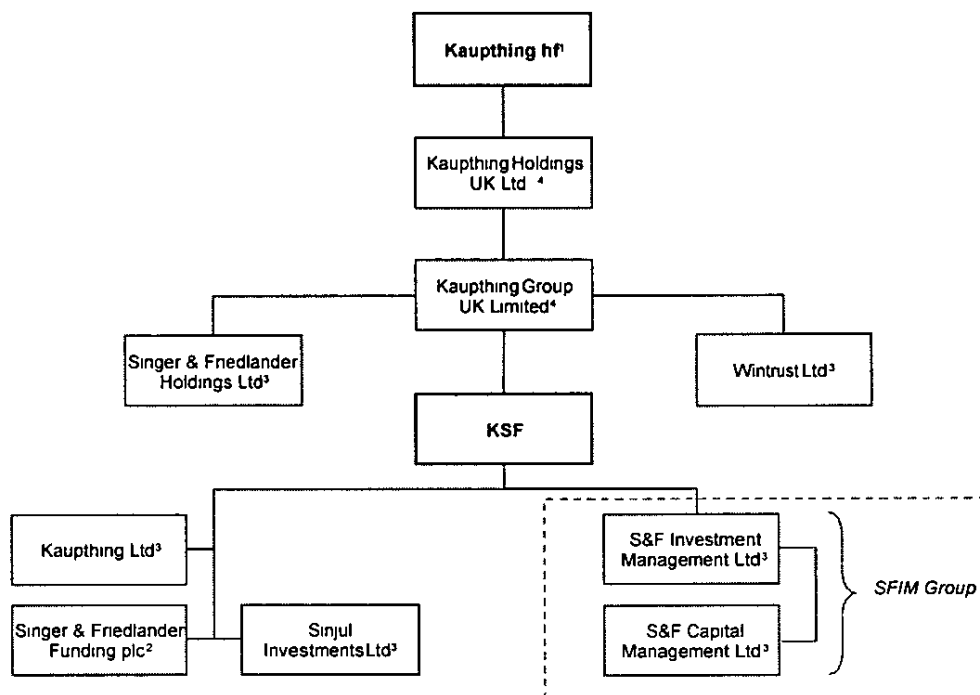 Kaupthing hf¹
Kaupthing Holdings
UK Ltd ⁴
Kaupthing Group
UK Limited⁴
Singer & Friedlander
Holdings Ltd³
Wintrust Ltd³
KSF
Kaupthing Ltd³
S&F Investment
Management Ltd³
SFIM Group
Singer & Friedlander
Funding plc²
Sinjul
Investments Ltd³
S&F Capital
Management Ltd³